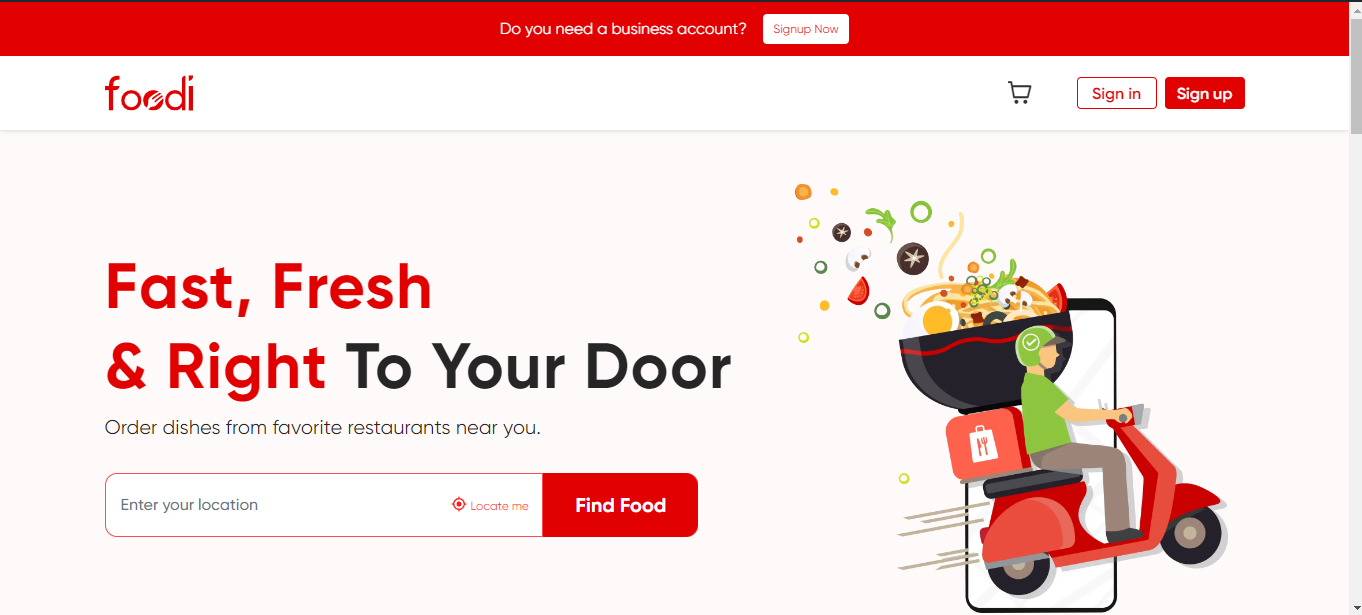 Do you need a business account?
Signup Now
foodi
Sign in
Sign up
Fast, Fresh
& Right To Your Door
Order dishes from favorite restaurants near you.
Enter your location
Locate me
Find Food